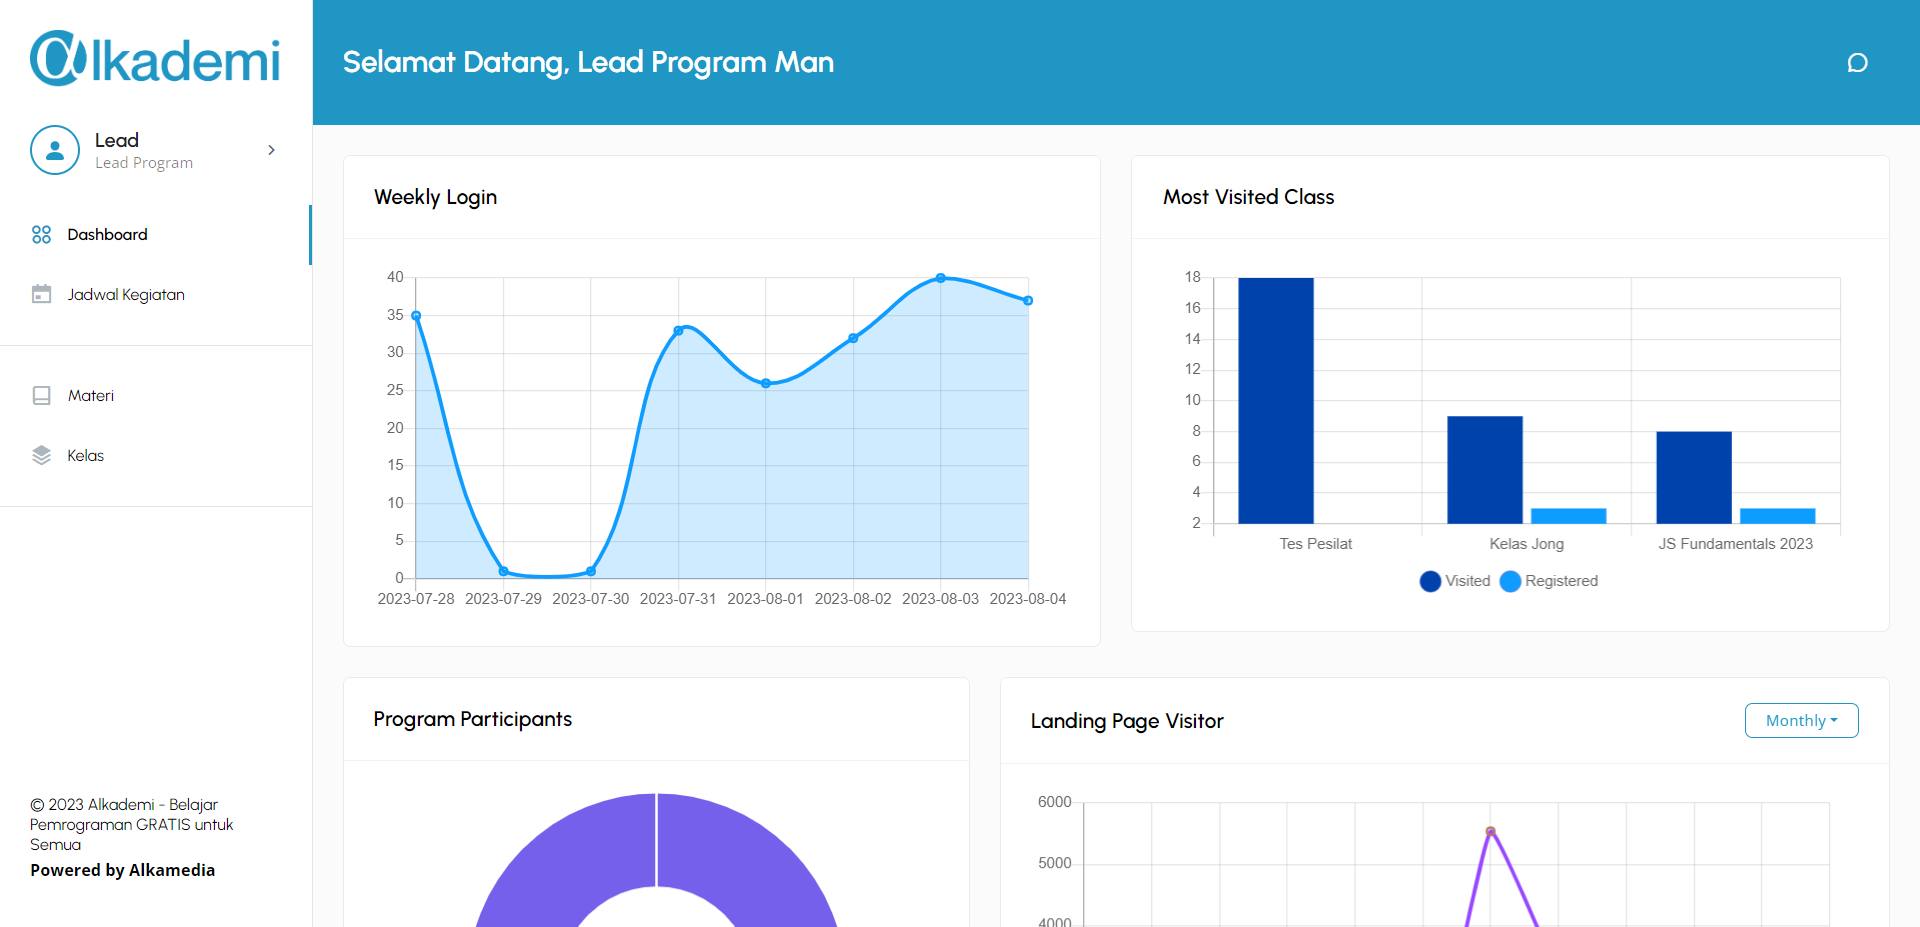 Alkademi
Lead
Lead Program
Dashboard
Jadwal Kegiatan
Materi
Kelas
© 2023 Alkademi - Belajar
Pemrograman GRATIS untuk
Semua
Powered by Alkamedia
Selamat Datang, Lead Program Man
Weekly Login
40
35
30
25
20
15
10
5
0
2023-07-28 2023-07-29 2023-07-30 2023-07-31 2023-08-01 2023-08-02 2023-08-03 2023-08-04
Most Visited Class
18
16
14
12
10
8
6
4
2
Tes Pesilat Kelas Jong JS Fundamentals 2023
Visited Registered
Program Participants
Landing Page Visitor
Monthly
6000
5000
4000